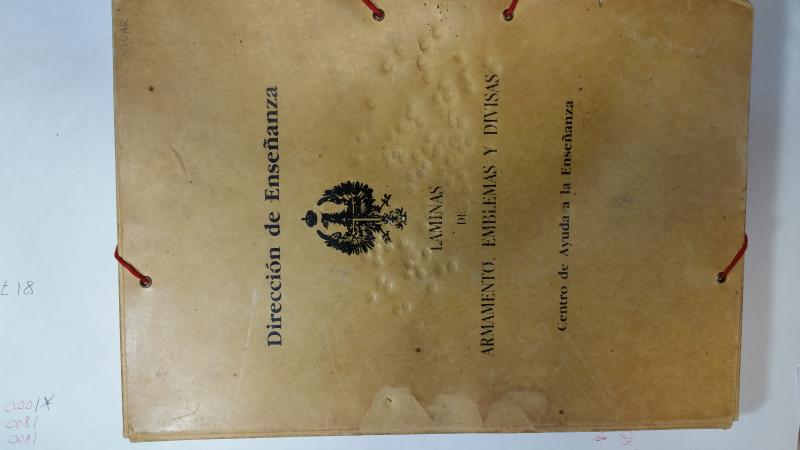 Dirección de Enseñanza
LAMINAS
DE
ARMAMENTO, EMBLEMAS Y DIVISAS
Centro de Ayuda a la Enseñanza